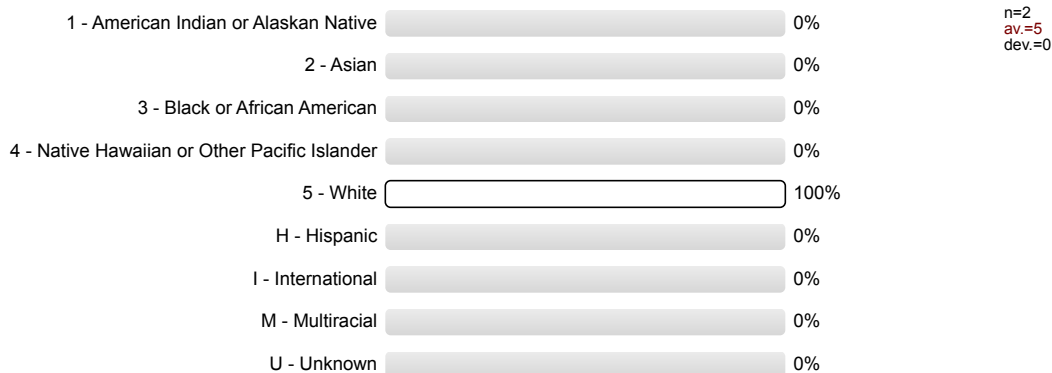 1 - American Indian or Alaskan Native 0%
n=2
av.=5
dev.=0
2 - Asian 0%
3 - Black or African American 0%
4 - Native Hawaiian or Other Pacific Islander 0%
5 - White 100%
H - Hispanic 0%
I - International 0%
M - Multiracial 0%
U - Unknown 0%